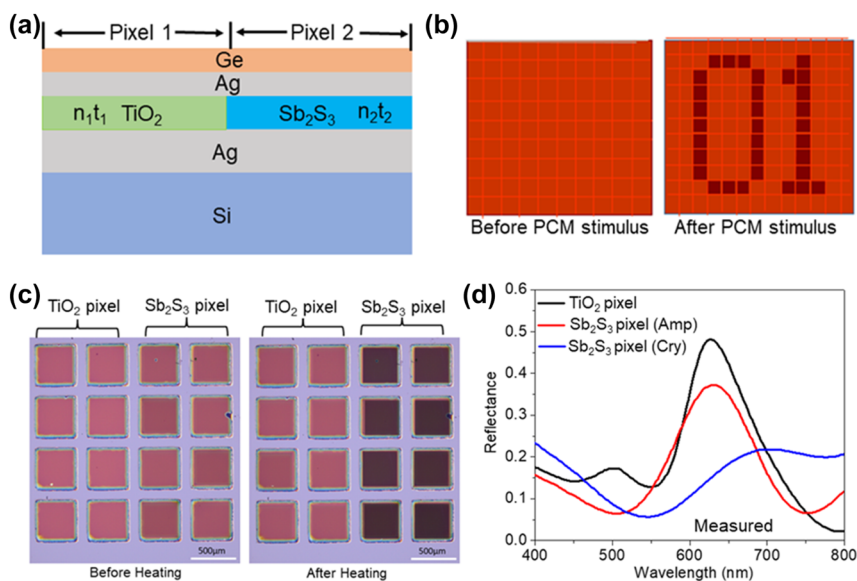 (a)
Pixel 1
Pixel 2
Ge
Ag
n₁t₁ TiO₂
Sb₂S₃ n₂t₂
Ag
Si
(b)
Before PCM stimulus
After PCM stimulus
(c)
TiO₂ pixel
Sb₂S₃ pixel
TiO₂ pixel
Sb₂S₃ pixel
500μm
500μm
Before Heating
After Heating
(d)
0.6
0.5
0.4
0.3
0.2
0.1
0.0
Reflectance
TiO₂ pixel
Sb₂S₃ pixel (Amp)
Sb₂S₃ pixel (Cry)
Measured
400
500
600
700
800
Wavelength (nm)
01